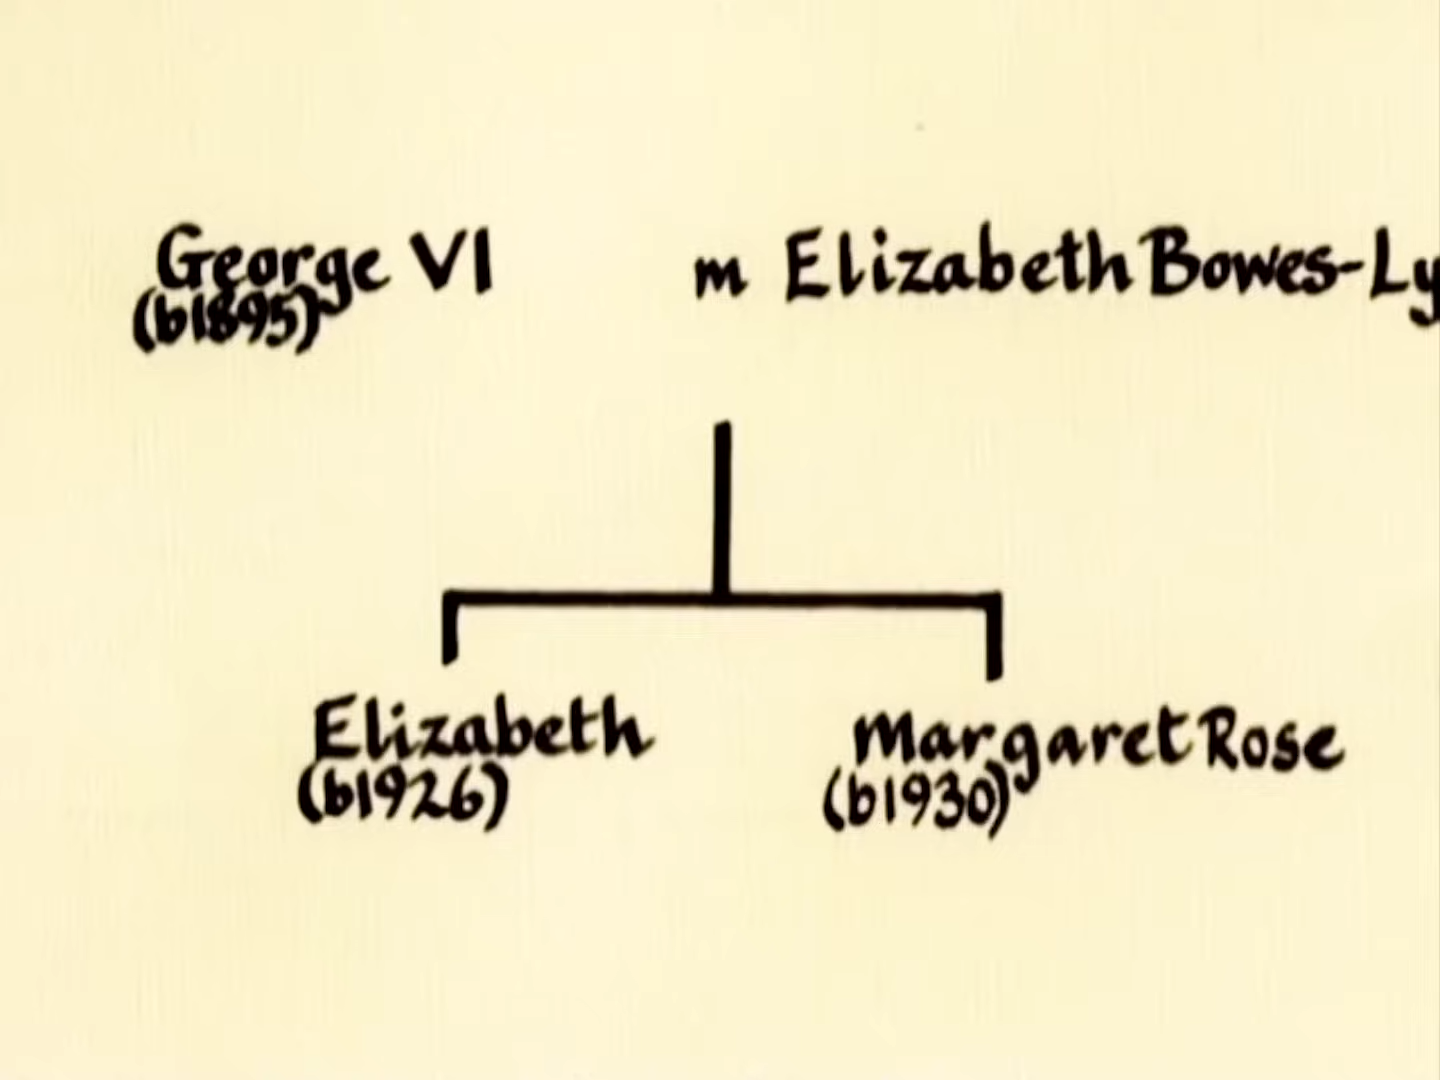 George VI m Elizabeth Bowes-Ly
(b1895)
Elizabeth Margaret Rose
(b1926) (b1930)